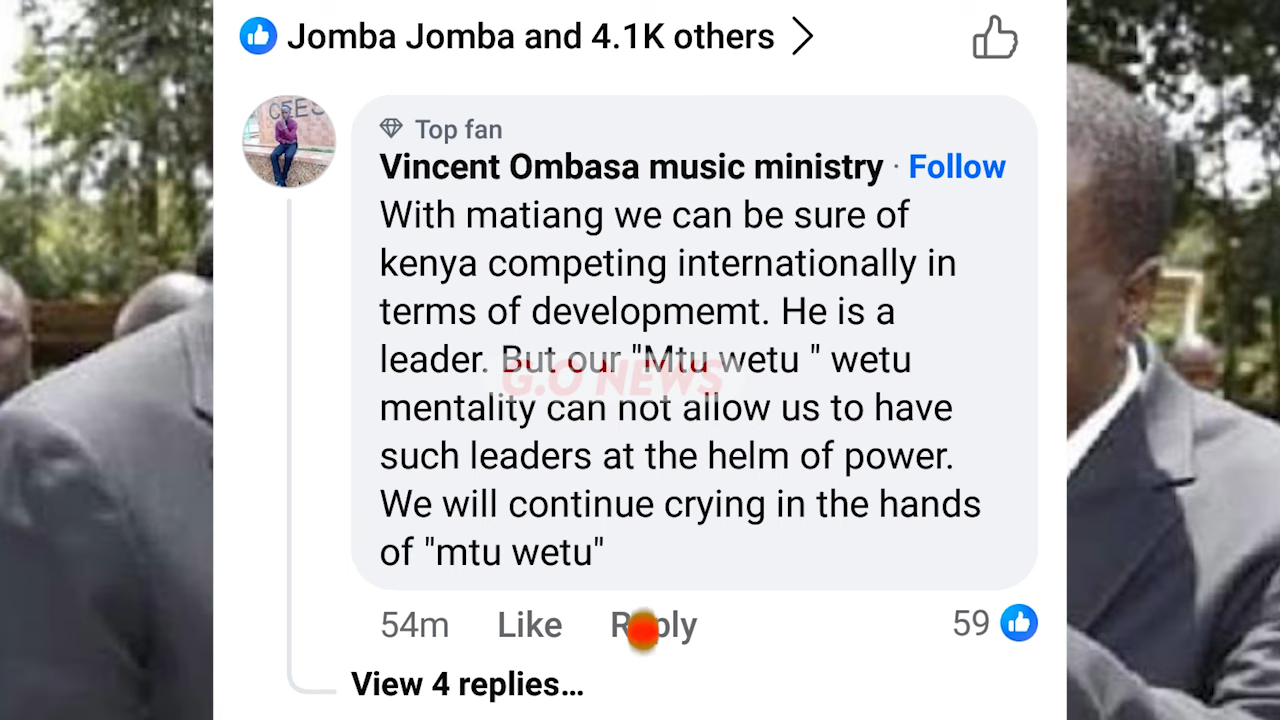 Jomba Jomba and 4.1K others
Top fan
Vincent Ombasa music ministry · Follow
With matiang we can be sure of
kenya competing internationally in
terms of developmemt. He is a
leader. But our "Mtu wetu " wetu
mentality can not allow us to have
such leaders at the helm of power.
We will continue crying in the hands
of "mtu wetu"
G.O NEWS
54m Like Reply 59
View 4 replies...